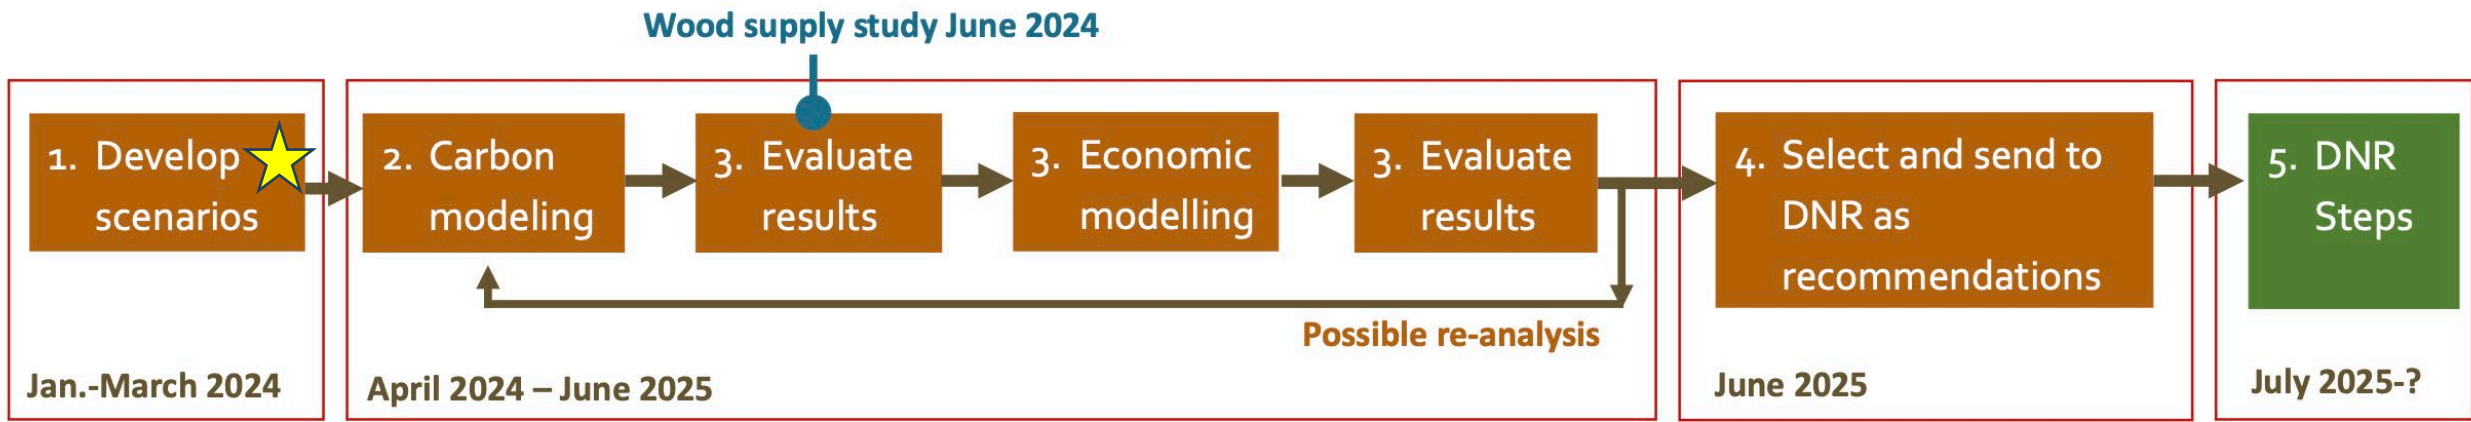 Wood supply study June 2024
1. Develop
scenarios
Jan.-March 2024
2. Carbon
modeling
3. Evaluate
results
3. Economic
modelling
3. Evaluate
results
Possible re-analysis
April 2024 – June 2025
4. Select and send to
DNR as
recommendations
June 2025
5. DNR
Steps
July 2025-?